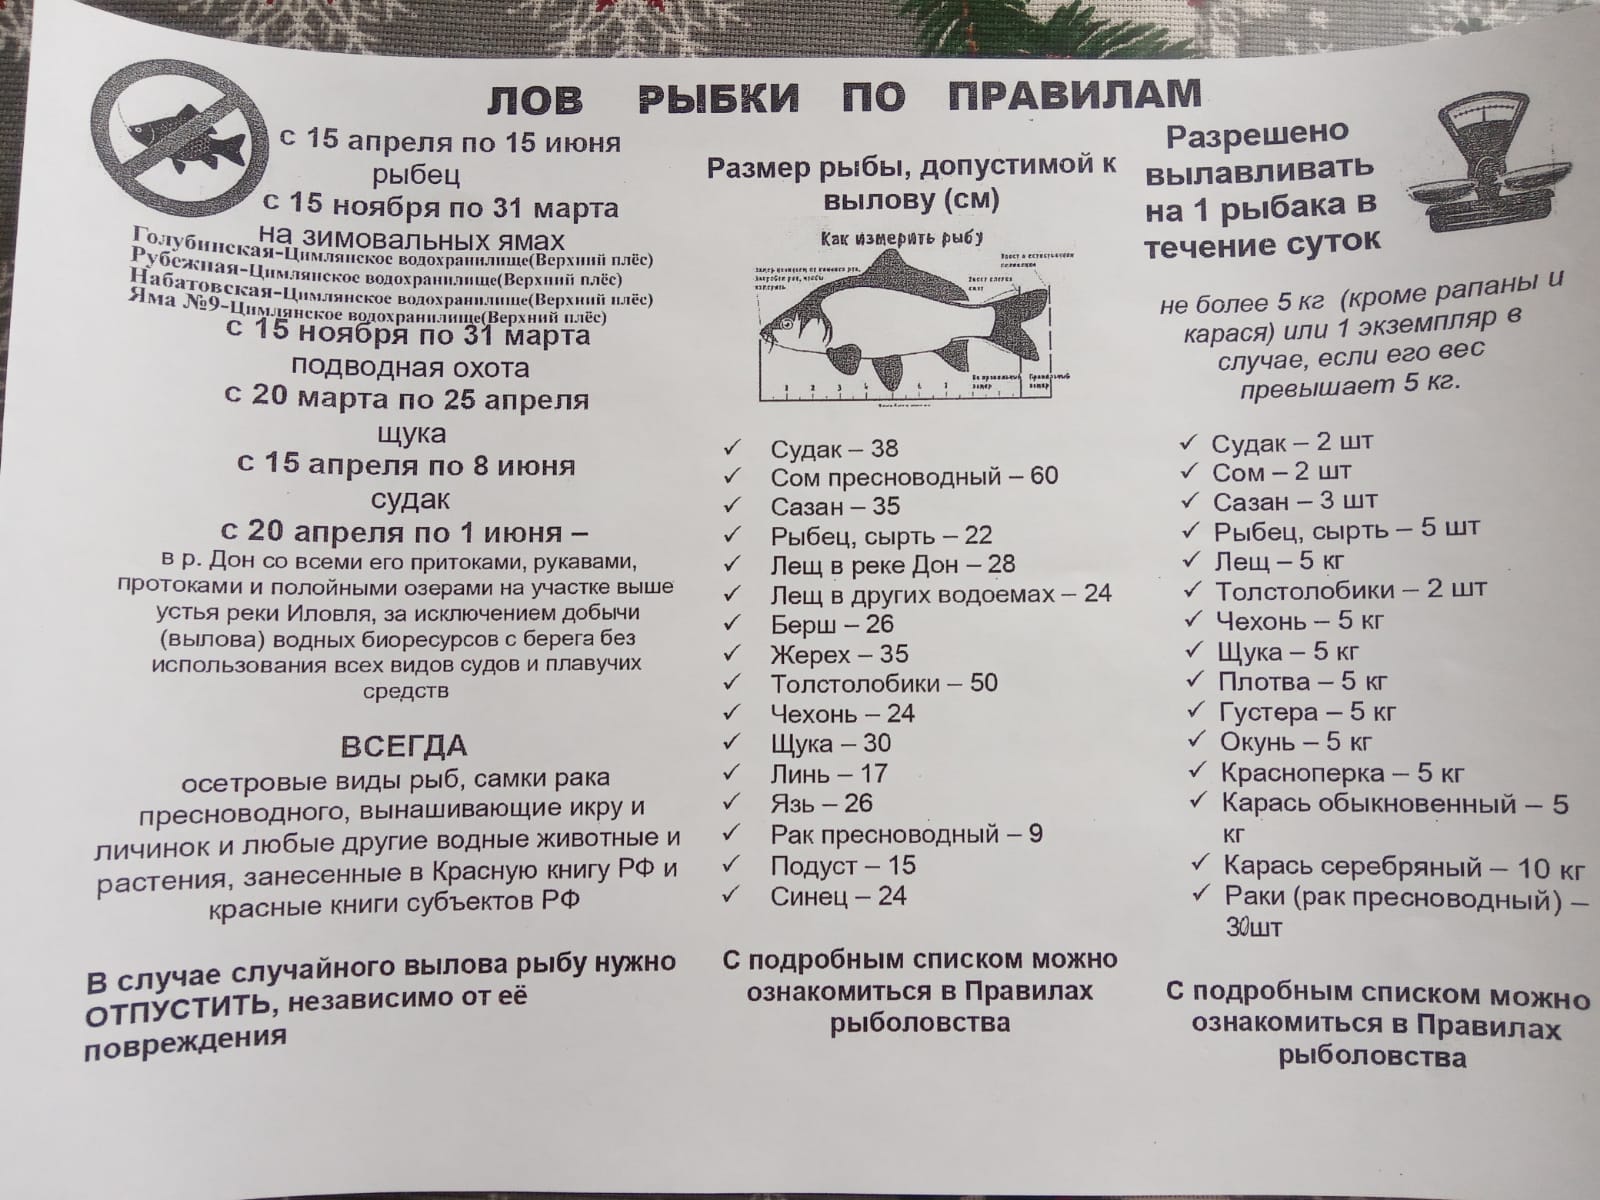 ЛОВ РЫБКИ ПО ПРАВИЛАМ
с 15 апреля по 15 июня
рыбец
с 15 ноября по 31 марта
на зимовальных ямах
Голубинская-Цимлянское водохранилище(Верхний плёс)
Рубежная-Цимлянское водохранилище(Верхний плёс)
Набатовская-Цимлянское водохранилище(Верхний плёс)
Яма №9-Цимлянское водохранилище(Верхний плёс)
с 15 ноября по 31 марта
подводная охота
с 20 марта по 25 апреля
щука
с 15 апреля по 8 июня
судак
с 20 апреля по 1 июня –
в р. Дон со всеми его притоками, рукавами,
протоками и полойными озерами на участке выше
устья реки Иловля, за исключением добычи
(вылова) водных биоресурсов с берега без
использования всех видов судов и плавучих
средств
ВСЕГДА
осетровые виды рыб, самки рака
пресноводного, вынашивающие икру и
личинок и любые другие водные животные и
растения, занесенные в Красную книгу РФ и
красные книги субъектов РФ
В случае случайного вылова рыбу нужно
ОТПУСТИТЬ, независимо от её
повреждения
Размер рыбы, допустимой к
вылову (см)
Как измерить рыбу
✓ Судак – 38
✓ Сом пресноводный – 60
✓ Сазан – 35
✓ Рыбец, сырть – 22
✓ Лещ в реке Дон – 28
✓ Лещ в других водоемах – 24
✓ Берш – 26
✓ Жерех – 35
✓ Толстолобики – 50
✓ Чехонь – 24
✓ Щука – 30
✓ Линь – 17
✓ Язь – 26
✓ Рак пресноводный – 9
✓ Подуст – 15
✓ Синец – 24
С подробным списком можно
ознакомиться в Правилах
рыболовства
Разрешено
вылавливать
на 1 рыбака в
течение суток
не более 5 кг (кроме рапаны и
карася) или 1 экземпляр в
случае, если его вес
превышает 5 кг.
✓ Судак – 2 шт
✓ Сом – 2 шт
✓ Сазан – 3 шт
✓ Рыбец, сырть – 5 шт
✓ Лещ – 5 кг
✓ Толстолобики – 2 шт
✓ Чехонь – 5 кг
✓ Щука – 5 кг
✓ Плотва – 5 кг
✓ Густера – 5 кг
✓ Окунь – 5 кг
✓ Красноперка – 5 кг
✓ Карась обыкновенный – 5
кг
✓ Карась серебряный – 10 кг
✓ Раки (рак пресноводный) –
30шт
С подробным списком можно
ознакомиться в Правилах
рыболовства